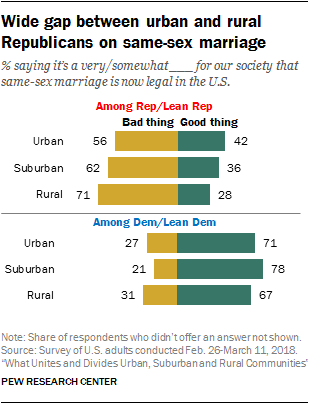 Wide gap between urban and rural
Republicans on same-sex marriage
% saying it's a very/somewhat___ for our society that
same-sex marriage is now legal in the U.S.
Among Rep/Lean Rep
Bad thing Good thing
Urban 56 42
Suburban 62 36
Rural 71 28
Among Dem/Lean Dem
Urban 27 71
Suburban 21 78
Rural 31 67
Note: Share of respondents who didn't offer an answer not shown.
Source: Survey of U.S. adults conducted Feb. 26-March 11, 2018.
"What Unites and Divides Urban, Suburban and Rural Communities"
PEW RESEARCH CENTER